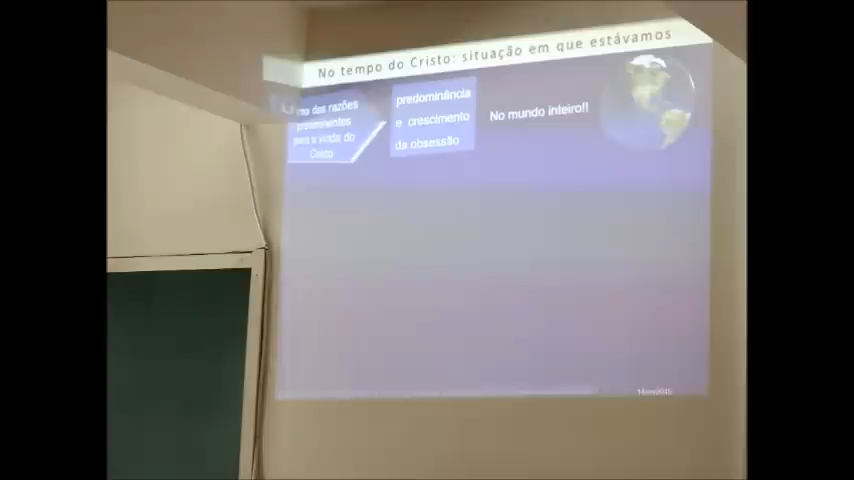 No tempo do Cristo: situação em que estávamos
das razões
preeminentes
para a vinda do
Cristo
predominância
e crescimento
da obsessão
No mundo inteiro!!